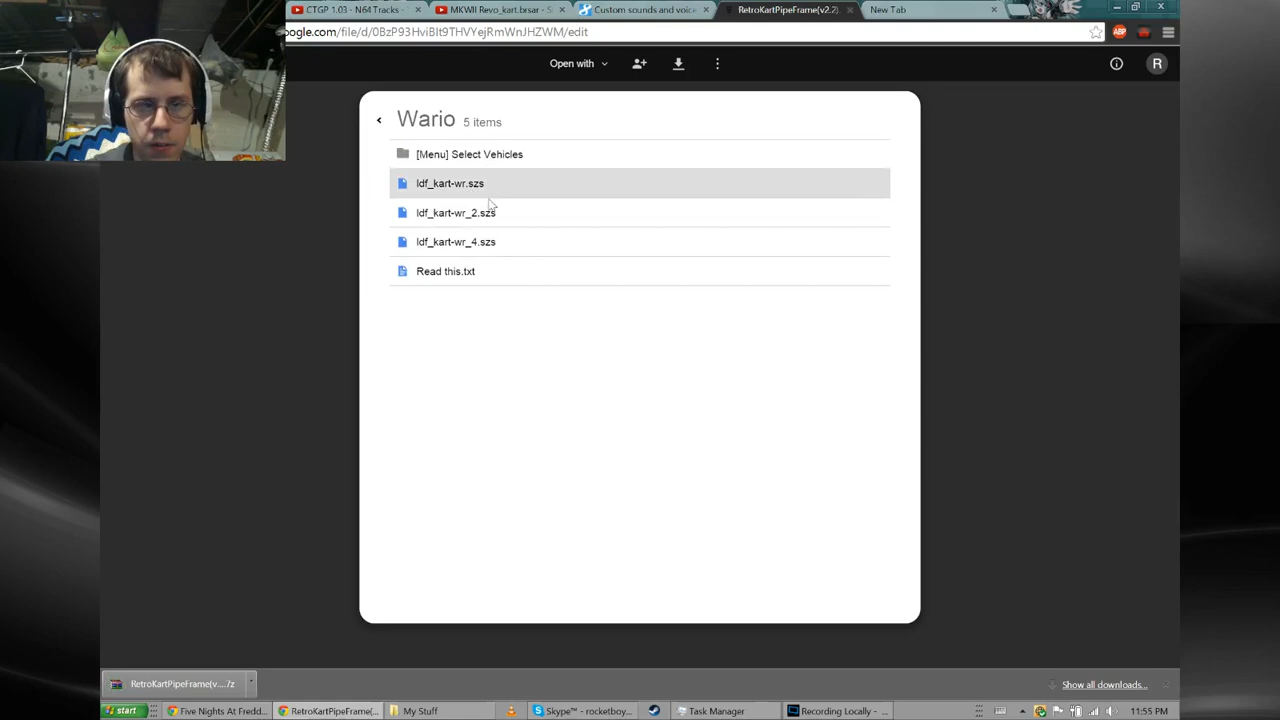 CTGP 1.03 - N64 Tracks -
MKWII Revo_kart.brsar - S
Custom sounds and voice
RetroKartPipeFrame(v2.2).
New Tab
oogle.com/file/d/0BzP93HviBIt9THVYejRmWnJHZWM/edit
ABP
Open with
R
Wario 5 items
[Menu] Select Vehicles
ldf_kart-wr.szs
ldf_kart-wr_2.szs
ldf_kart-wr_4.szs
Read this.txt
RetroKartPipeFrame(v....7z
Show all downloads...
start
Five Nights At Fredd...
RetroKartPipeFrame(...
My Stuff
Skype™ - rocketboy...
Task Manager
Recording Locally - ...
11:55 PM